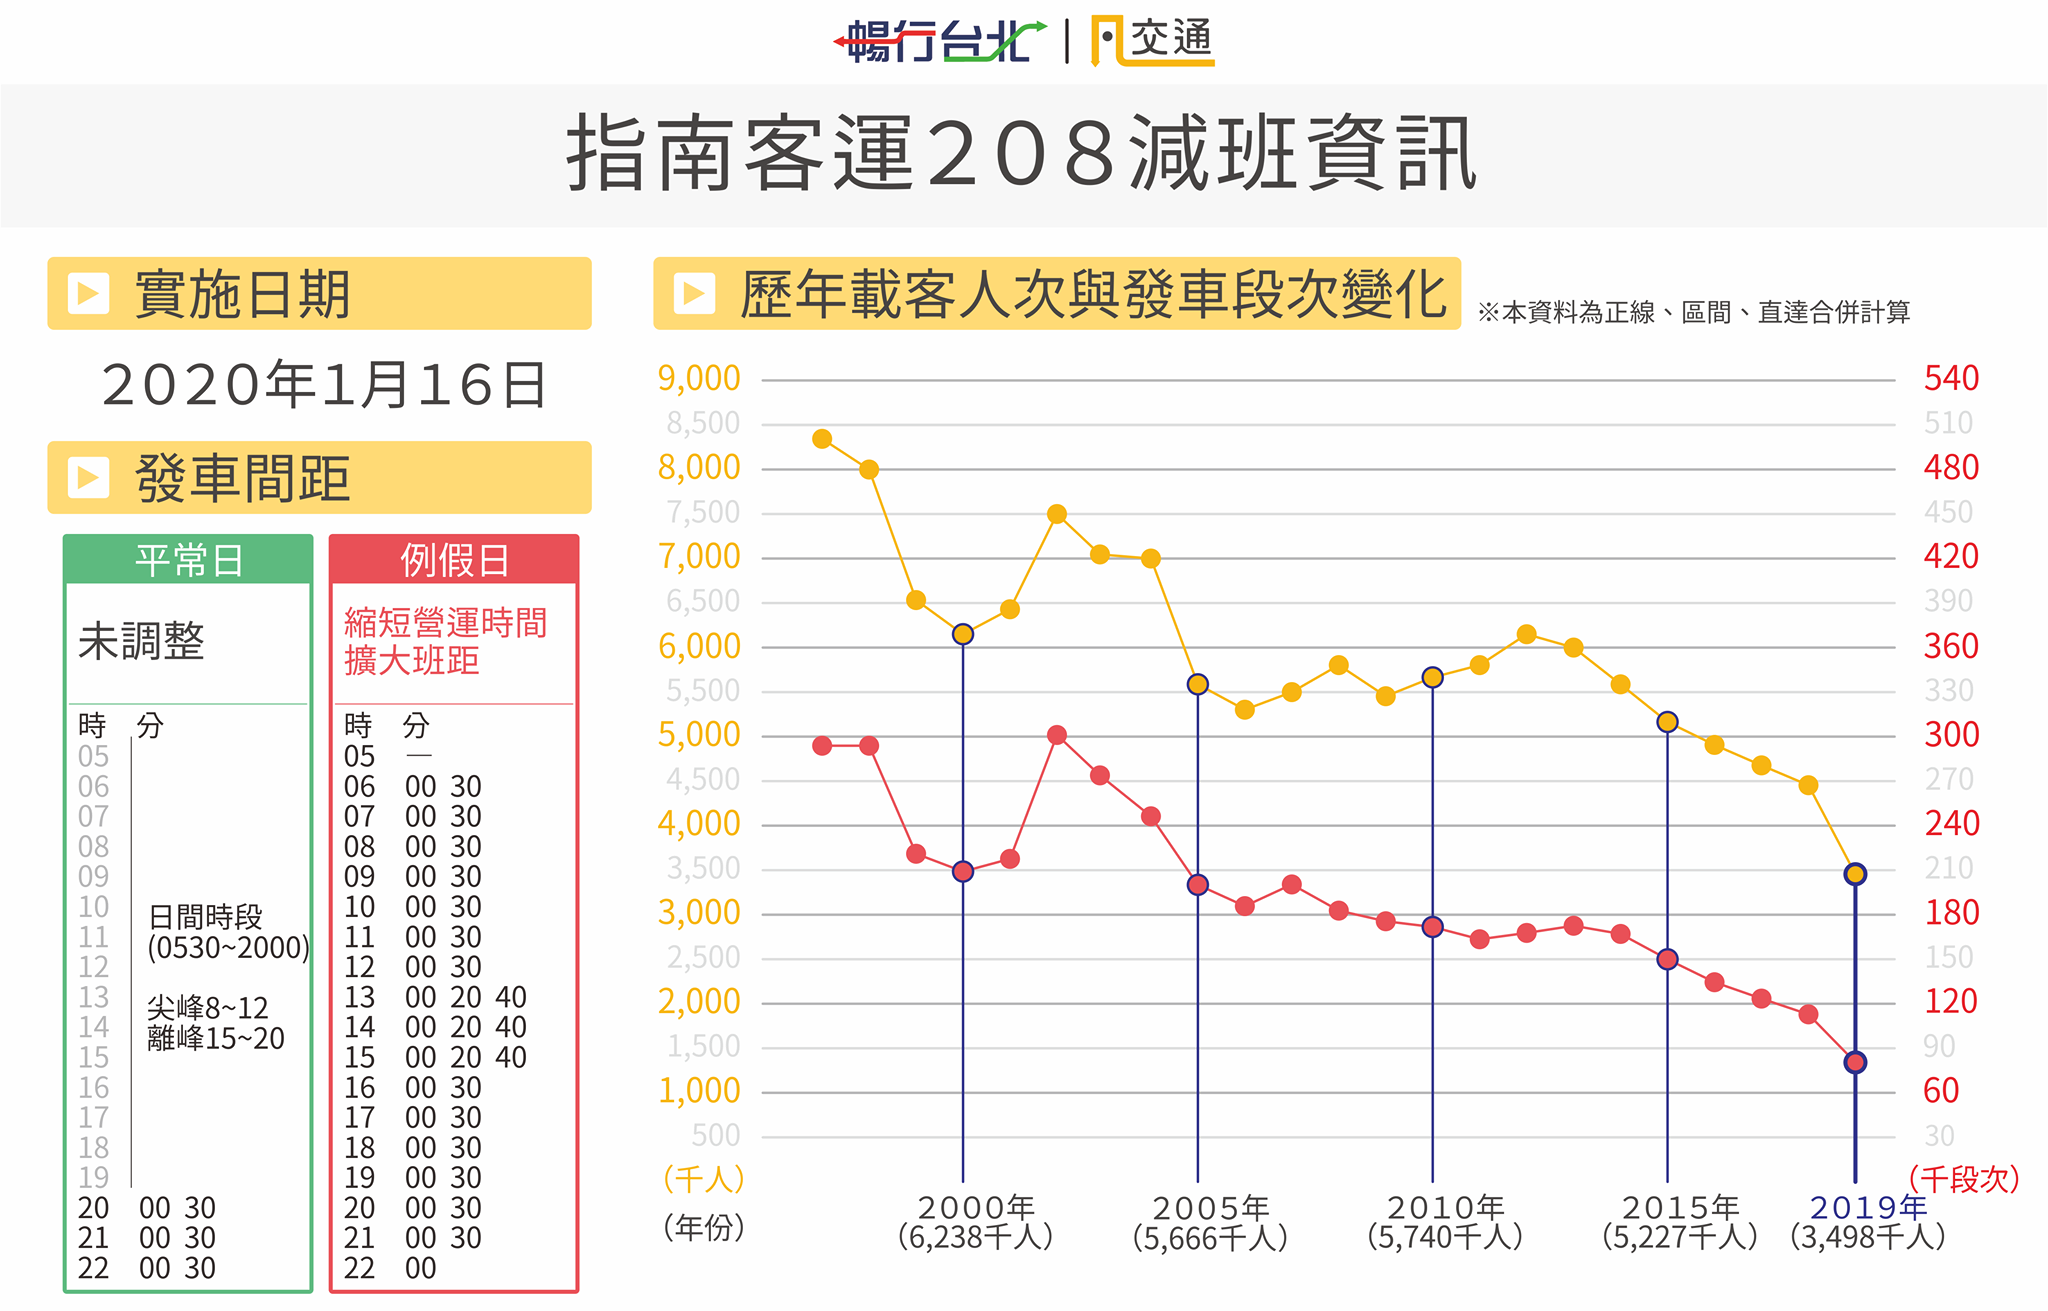 暢行台北 | 凡交通
指南客運208減班資訊
實施日期
2020年1月16日
發車間距
平常日
未調整
時 分
05
06
07
08
09
10
11
12
13
14
15
16
17
18
19
日間時段
(0530~2000)
尖峰8~12
離峰15~20
20 00 30
21 00 30
22 00 30
例假日
縮短營運時間
擴大班距
時 分
05 —
06 00 30
07 00 30
08 00 30
09 00 30
10 00 30
11 00 30
12 00 30
13 00 20 40
14 00 20 40
15 00 20 40
16 00 30
17 00 30
18 00 30
19 00 30
20 00 30
21 00 30
22 00
歷年載客人次與發車段次變化
※本資料為正線、區間、直達合併計算
9,000 540
8,500 510
8,000 480
7,500 450
7,000 420
6,500 390
6,000 360
5,500 330
5,000 300
4,500 270
4,000 240
3,500 210
3,000 180
2,500 150
2,000 120
1,500 90
1,000 60
500 30
(千人) (千段次)
(年份)
2000年 2005年 2010年 2015年 2019年
(6,238千人) (5,666千人) (5,740千人) (5,227千人) (3,498千人)